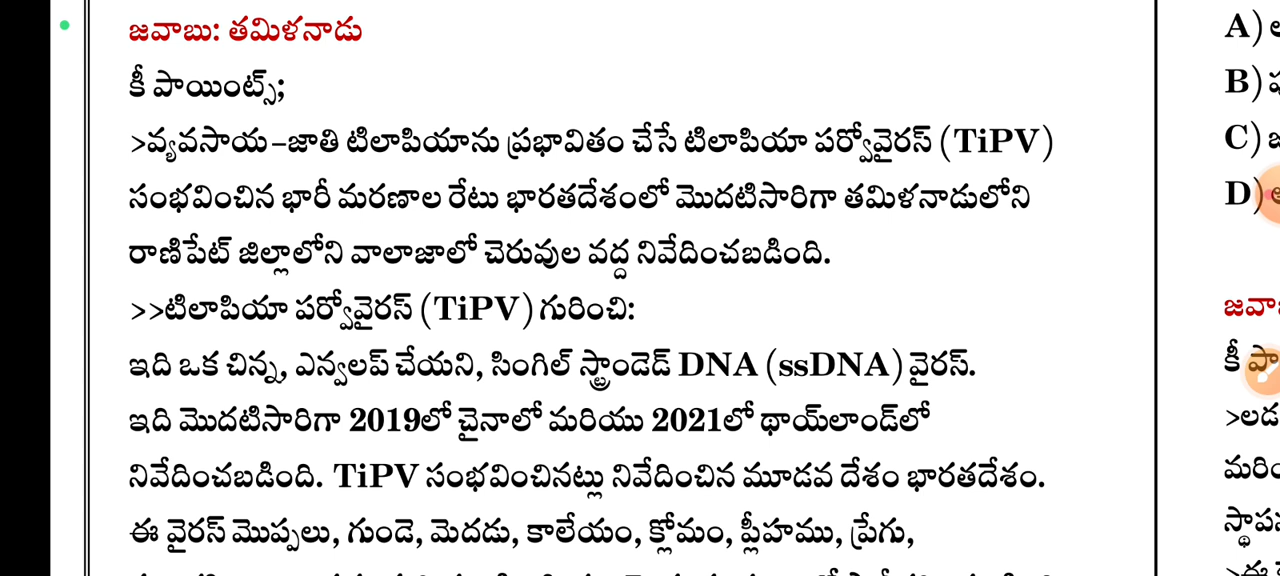 జవాబు: తమిళనాడు
కీ పాయింట్స్;
>వ్యవసాయ-జాతి టిలాపియాను ప్రభావితం చేసే టిలాపియా పర్వోవైరస్ (TiPV)
సంభవించిన భారీ మరణాల రేటు భారతదేశంలో మొదటిసారిగా తమిళనాడులోని
రాణిపేట్ జిల్లాలోని వాలాజాలో చెరువుల వద్ద నివేదించబడింది.
>>టిలాపియా పర్వోవైరస్ (TiPV) గురించి:
ఇది ఒక చిన్న, ఎన్వలప్ చేయని, సింగిల్ స్ట్రాండెడ్ DNA (ssDNA) వైరస్.
ఇది మొదటిసారిగా 2019లో చైనాలో మరియు 2021లో థాయ్‌లాండ్‌లో
నివేదించబడింది. TiPV సంభవించినట్లు నివేదించిన మూడవ దేశం భారతదేశం.
ఈ వైరస్ మొప్పలు, గుండె, మెదడు, కాలేయం, క్లోమం, ప్లీహము, ప్రేగు,
A)
B)
C)
D)
కీ